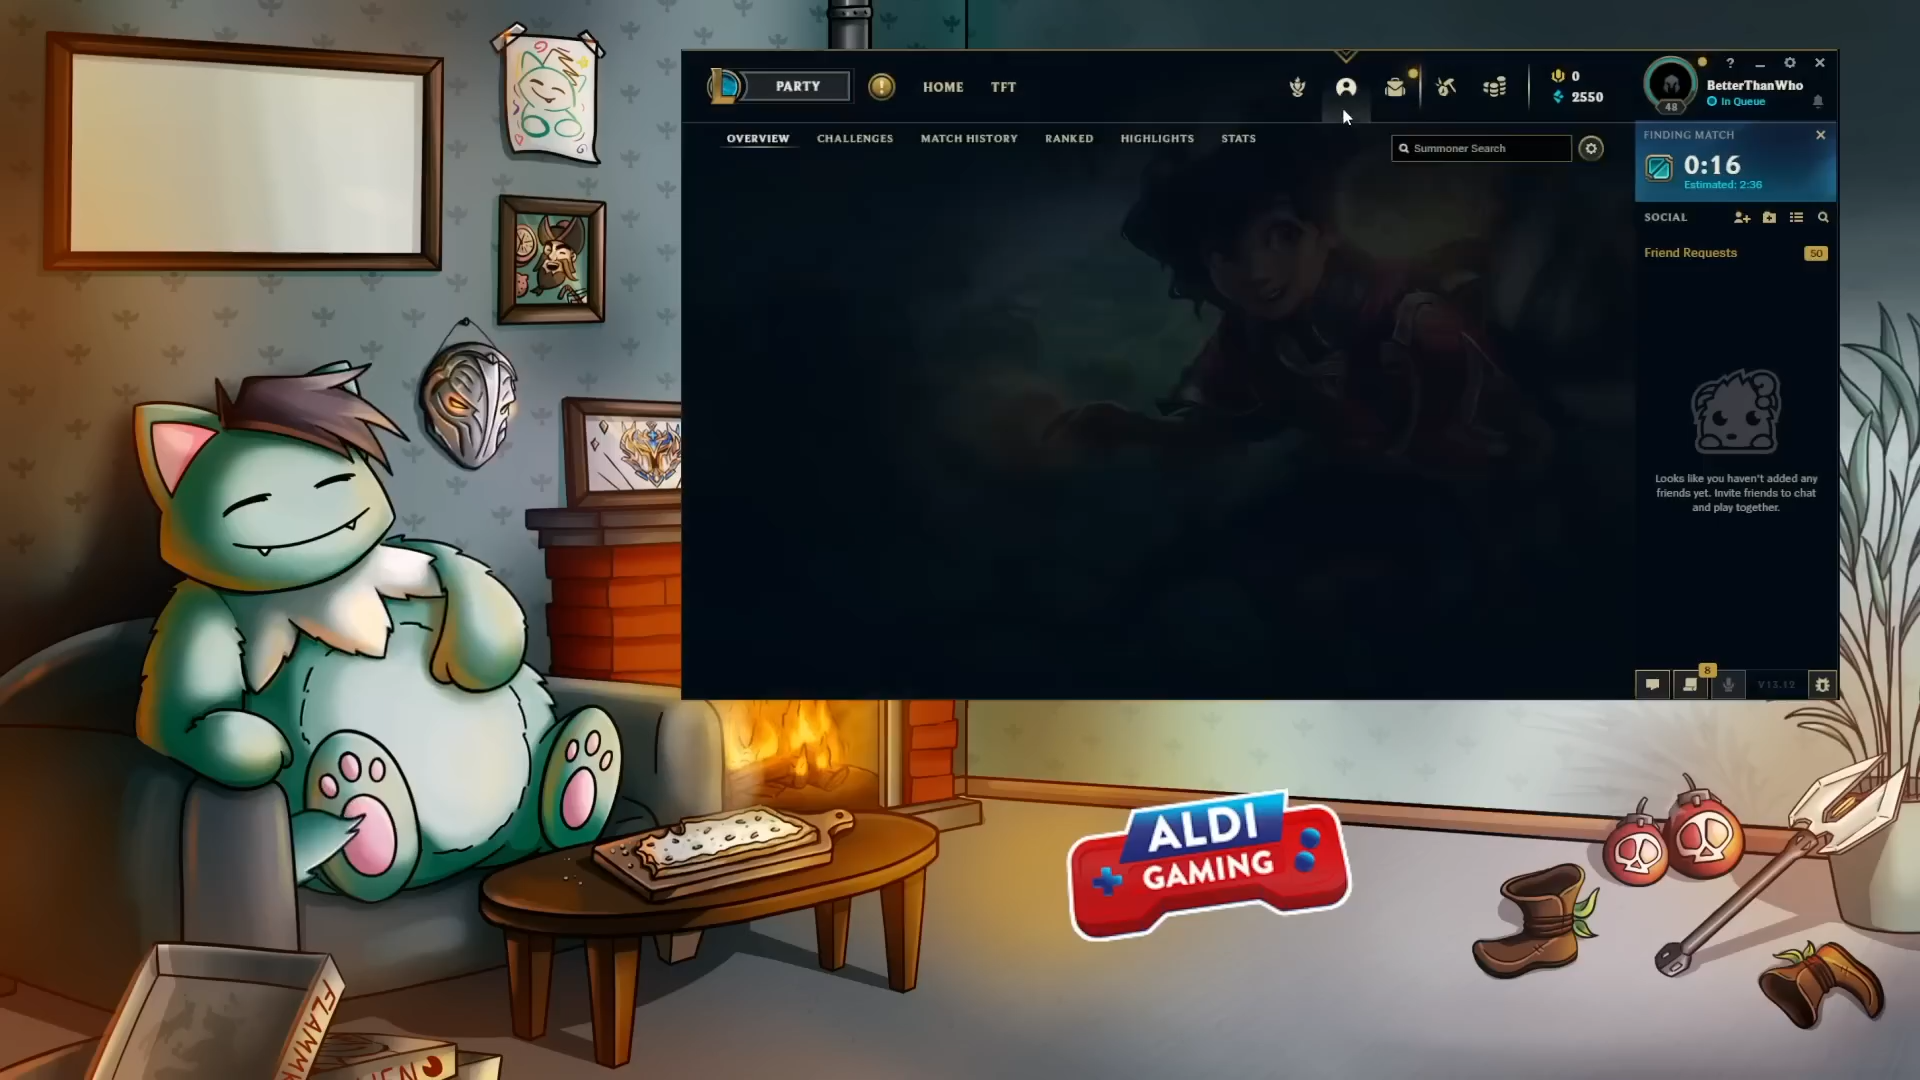 PARTY
HOME
TFT
0
2550
48
?
BetterThanWho
In Queue
OVERVIEW
CHALLENGES
MATCH HISTORY
RANKED
HIGHLIGHTS
STATS
Summoner Search
FINDING MATCH
0:16
Estimated: 2:36
SOCIAL
Friend Requests
50
Looks like you haven't added any
friends yet. Invite friends to chat
and play together.
8
V13.12
ALDI
GAMING